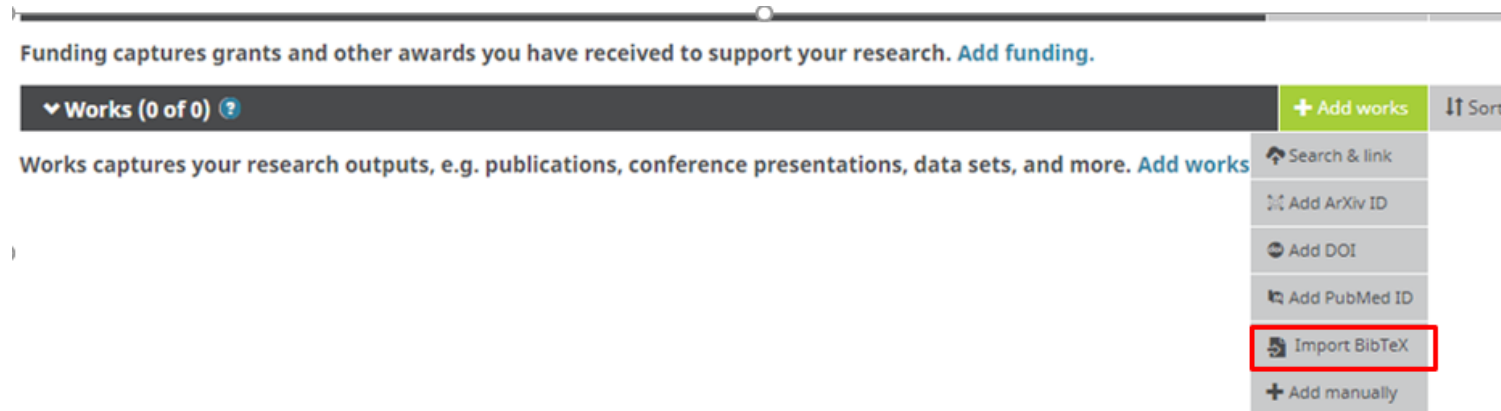 Funding captures grants and other awards you have received to support your research. Add funding.
Works (0 of 0) ?
+ Add works
Sort
Works captures your research outputs, e.g. publications, conference presentations, data sets, and more. Add works
Search & link
Add ArXiv ID
Add DOI
Add PubMed ID
Import BibTeX
+ Add manually